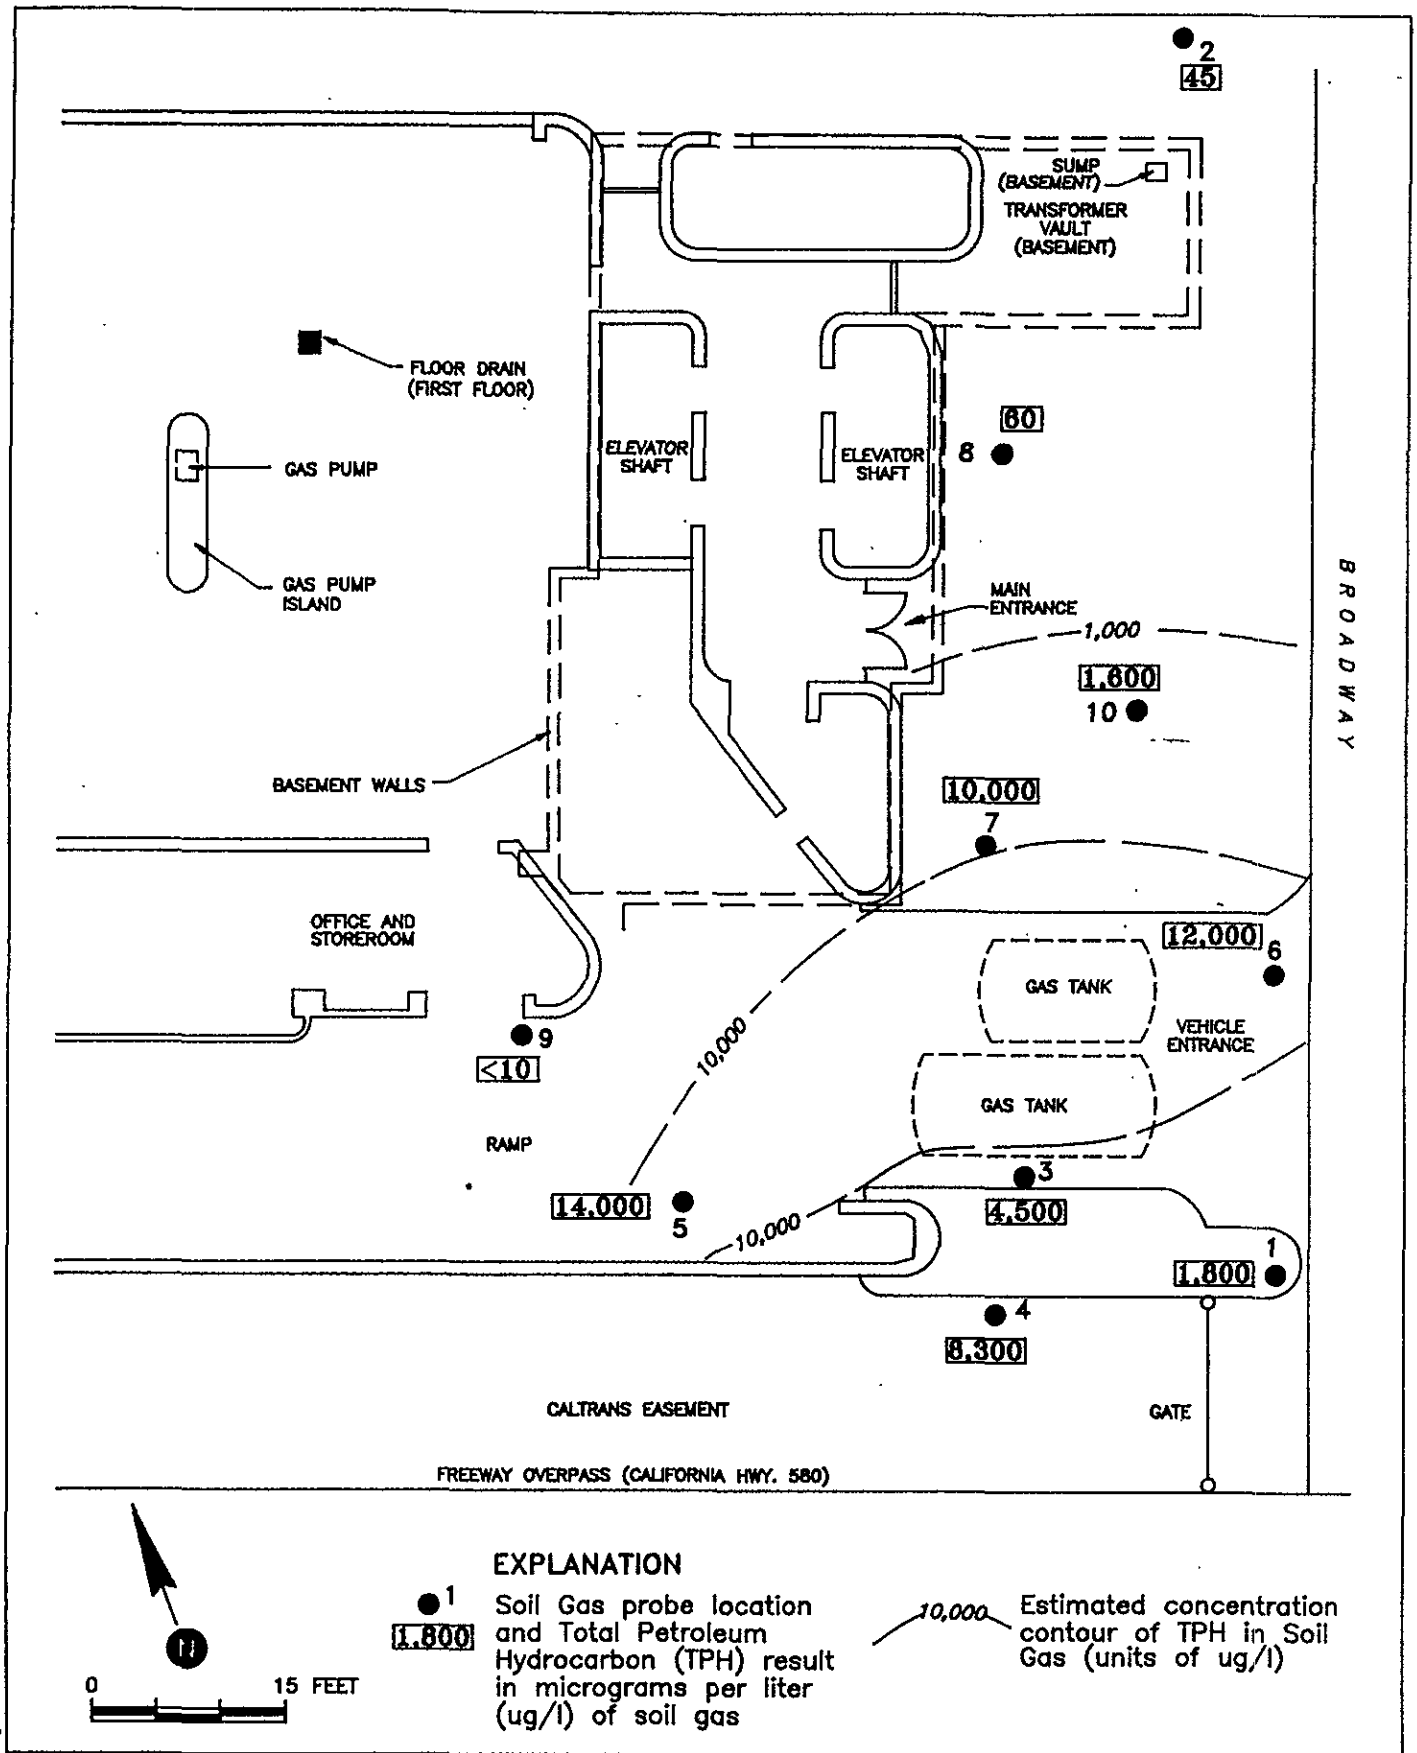 2
45
SUMP
(BASEMENT)
TRANSFORMER
VAULT
(BASEMENT)
FLOOR DRAIN
(FIRST FLOOR)
60
8
ELEVATOR
SHAFT
ELEVATOR
SHAFT
GAS PUMP
GAS PUMP
ISLAND
MAIN
ENTRANCE
BROADWAY
1,000
1,600
10
BASEMENT WALLS
10,000
7
OFFICE AND
STOREROOM
12,000
6
GAS TANK
VEHICLE
ENTRANCE
9
<10
10,000
GAS TANK
RAMP
3
14,000
5
4,500
10,000
1
1,800
4
8,300
CALTRANS EASEMENT
GATE
FREEWAY OVERPASS (CALIFORNIA HWY. 580)
N
0 15 FEET
EXPLANATION
1
1,800
Soil Gas probe location
and Total Petroleum
Hydrocarbon (TPH) result
in micrograms per liter
(ug/l) of soil gas
10,000
Estimated concentration
contour of TPH in Soil
Gas (units of ug/l)